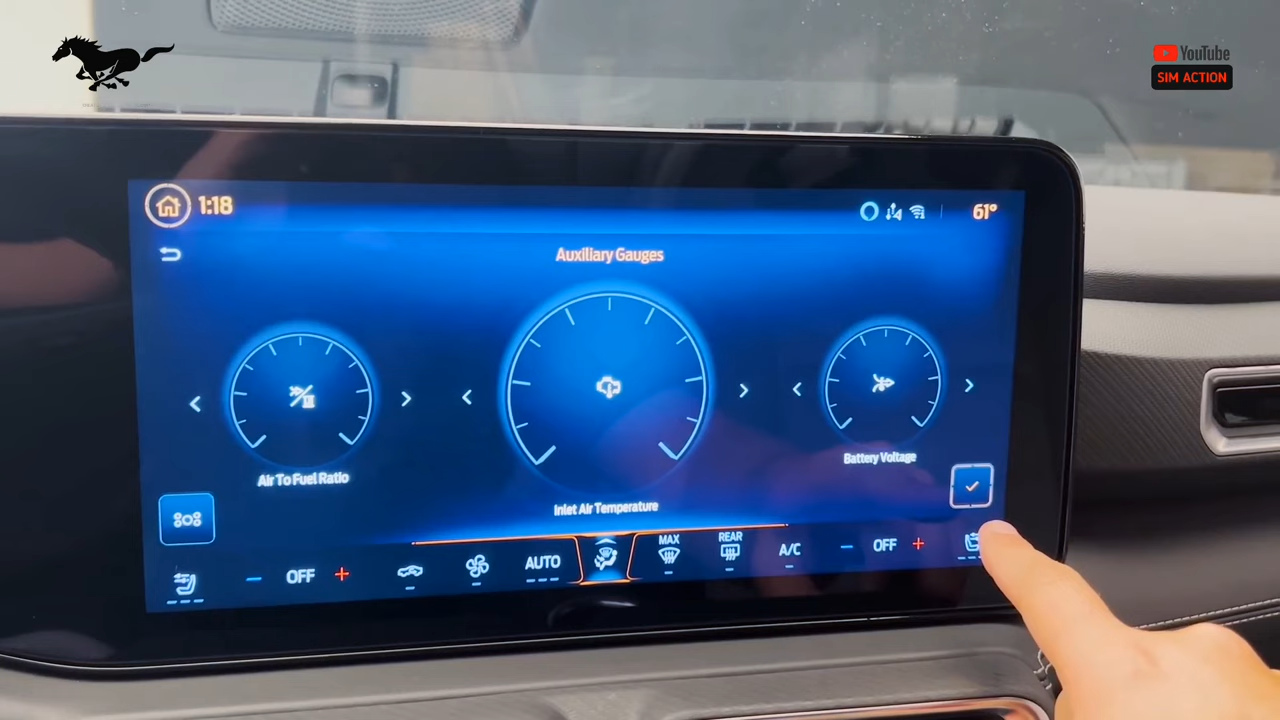 YouTube
SIM ACTION
1:18
61°
Auxiliary Gauges
Air To Fuel Ratio
Inlet Air Temperature
Battery Voltage
OFF
AUTO
MAX
REAR
A/C
OFF